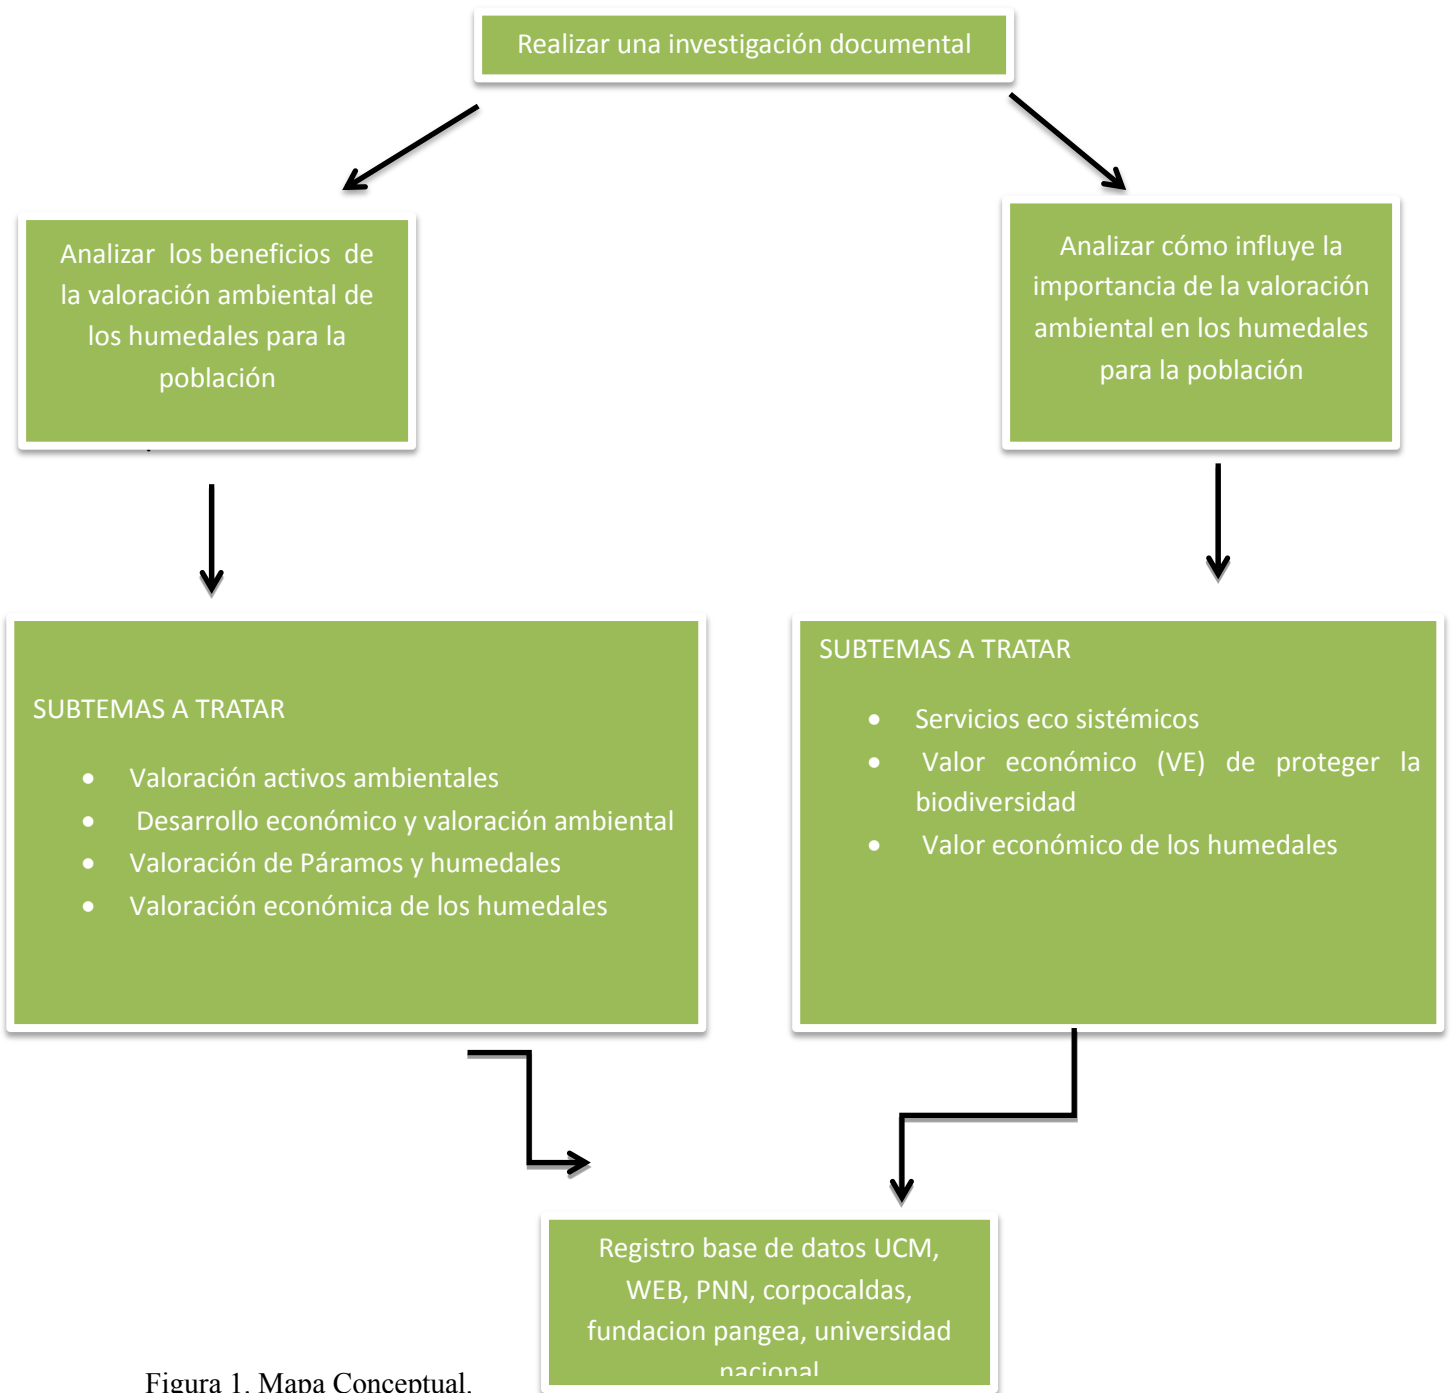 Realizar una investigación documental
Analizar los beneficios de
la valoración ambiental de
los humedales para la
población
Analizar cómo influye la
importancia de la valoración
ambiental en los humedales
para la población
SUBTEMAS A TRATAR
• Valoración activos ambientales
• Desarrollo económico y valoración ambiental
• Valoración de Páramos y humedales
• Valoración económica de los humedales
SUBTEMAS A TRATAR
• Servicios eco sistémicos
• Valor económico (VE) de proteger la
biodiversidad
• Valor económico de los humedales
Registro base de datos UCM,
WEB, PNN, corpocaldas,
fundacion pangea, universidad
nacional
Figura 1. Mapa Conceptual.